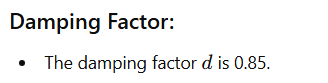 Damping Factor:
• The damping factor d is 0.85.